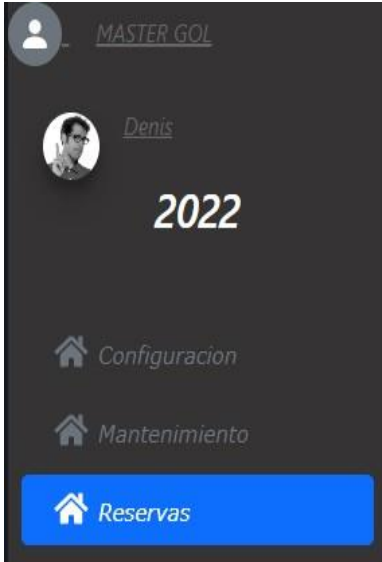 MASTER GOL
Denis
2022
Configuracion
Mantenimiento
Reservas